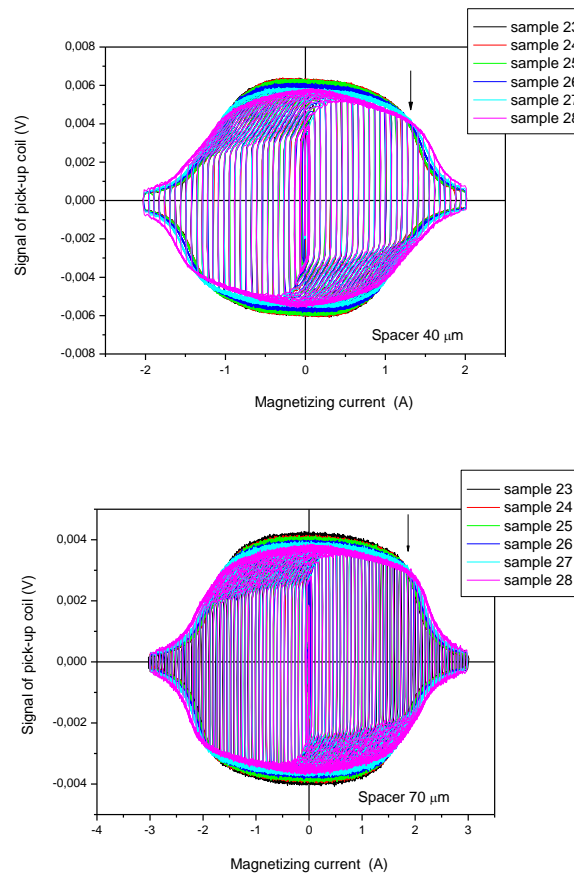 sample 23
sample 24
sample 25
sample 26
sample 27
sample 28
0,008
0,006
0,004
0,002
0,000
-0,002
-0,004
-0,006
-0,008
Signal of pick-up coil (V)
Spacer 40 μm
-2 -1 0 1 2
Magnetizing current (A)
sample 23
sample 24
sample 25
sample 26
sample 27
sample 28
0,004
0,002
0,000
-0,002
-0,004
Signal of pick-up coil (V)
Spacer 70 μm
-4 -3 -2 -1 0 1 2 3 4
Magnetizing current (A)